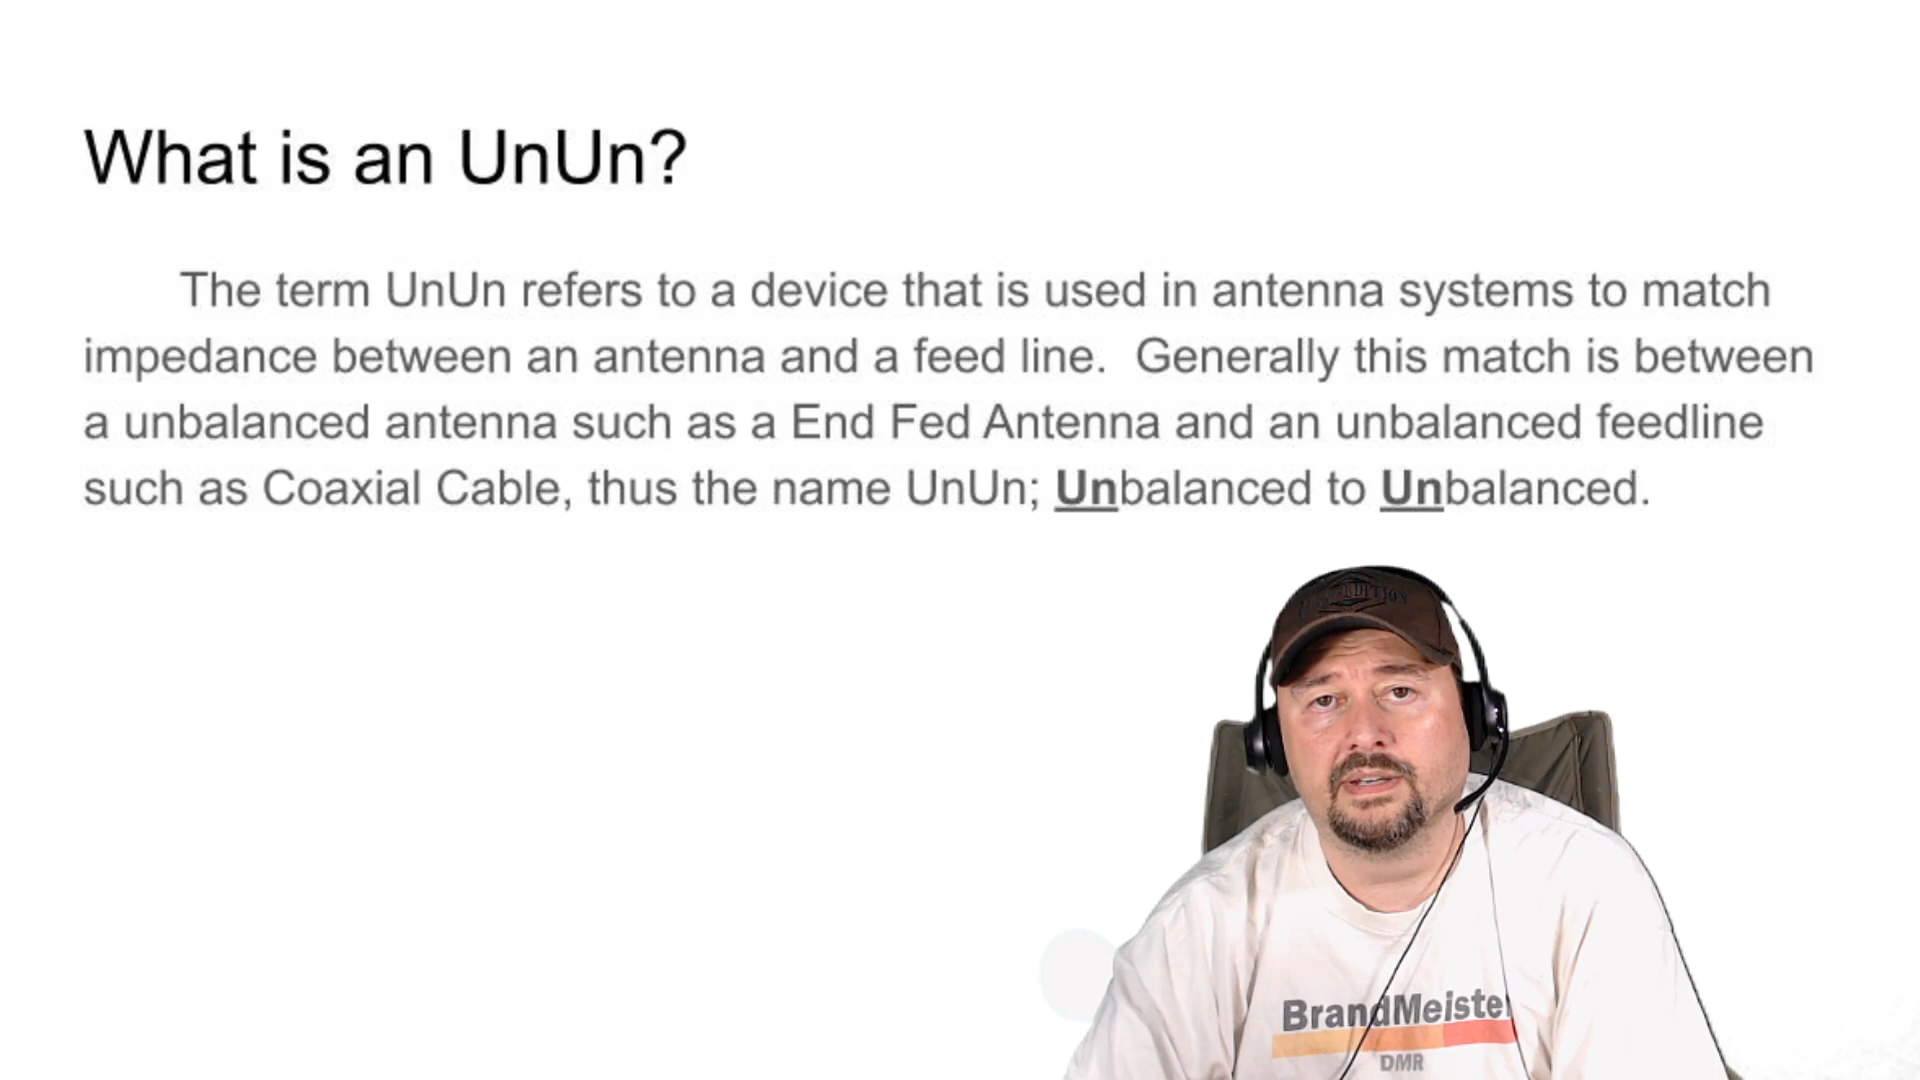 What is an UnUn?
The term UnUn refers to a device that is used in antenna systems to match
impedance between an antenna and a feed line.  Generally this match is between
a unbalanced antenna such as a End Fed Antenna and an unbalanced feedline
such as Coaxial Cable, thus the name UnUn; Unbalanced to Unbalanced.
BrandMeister
DMR